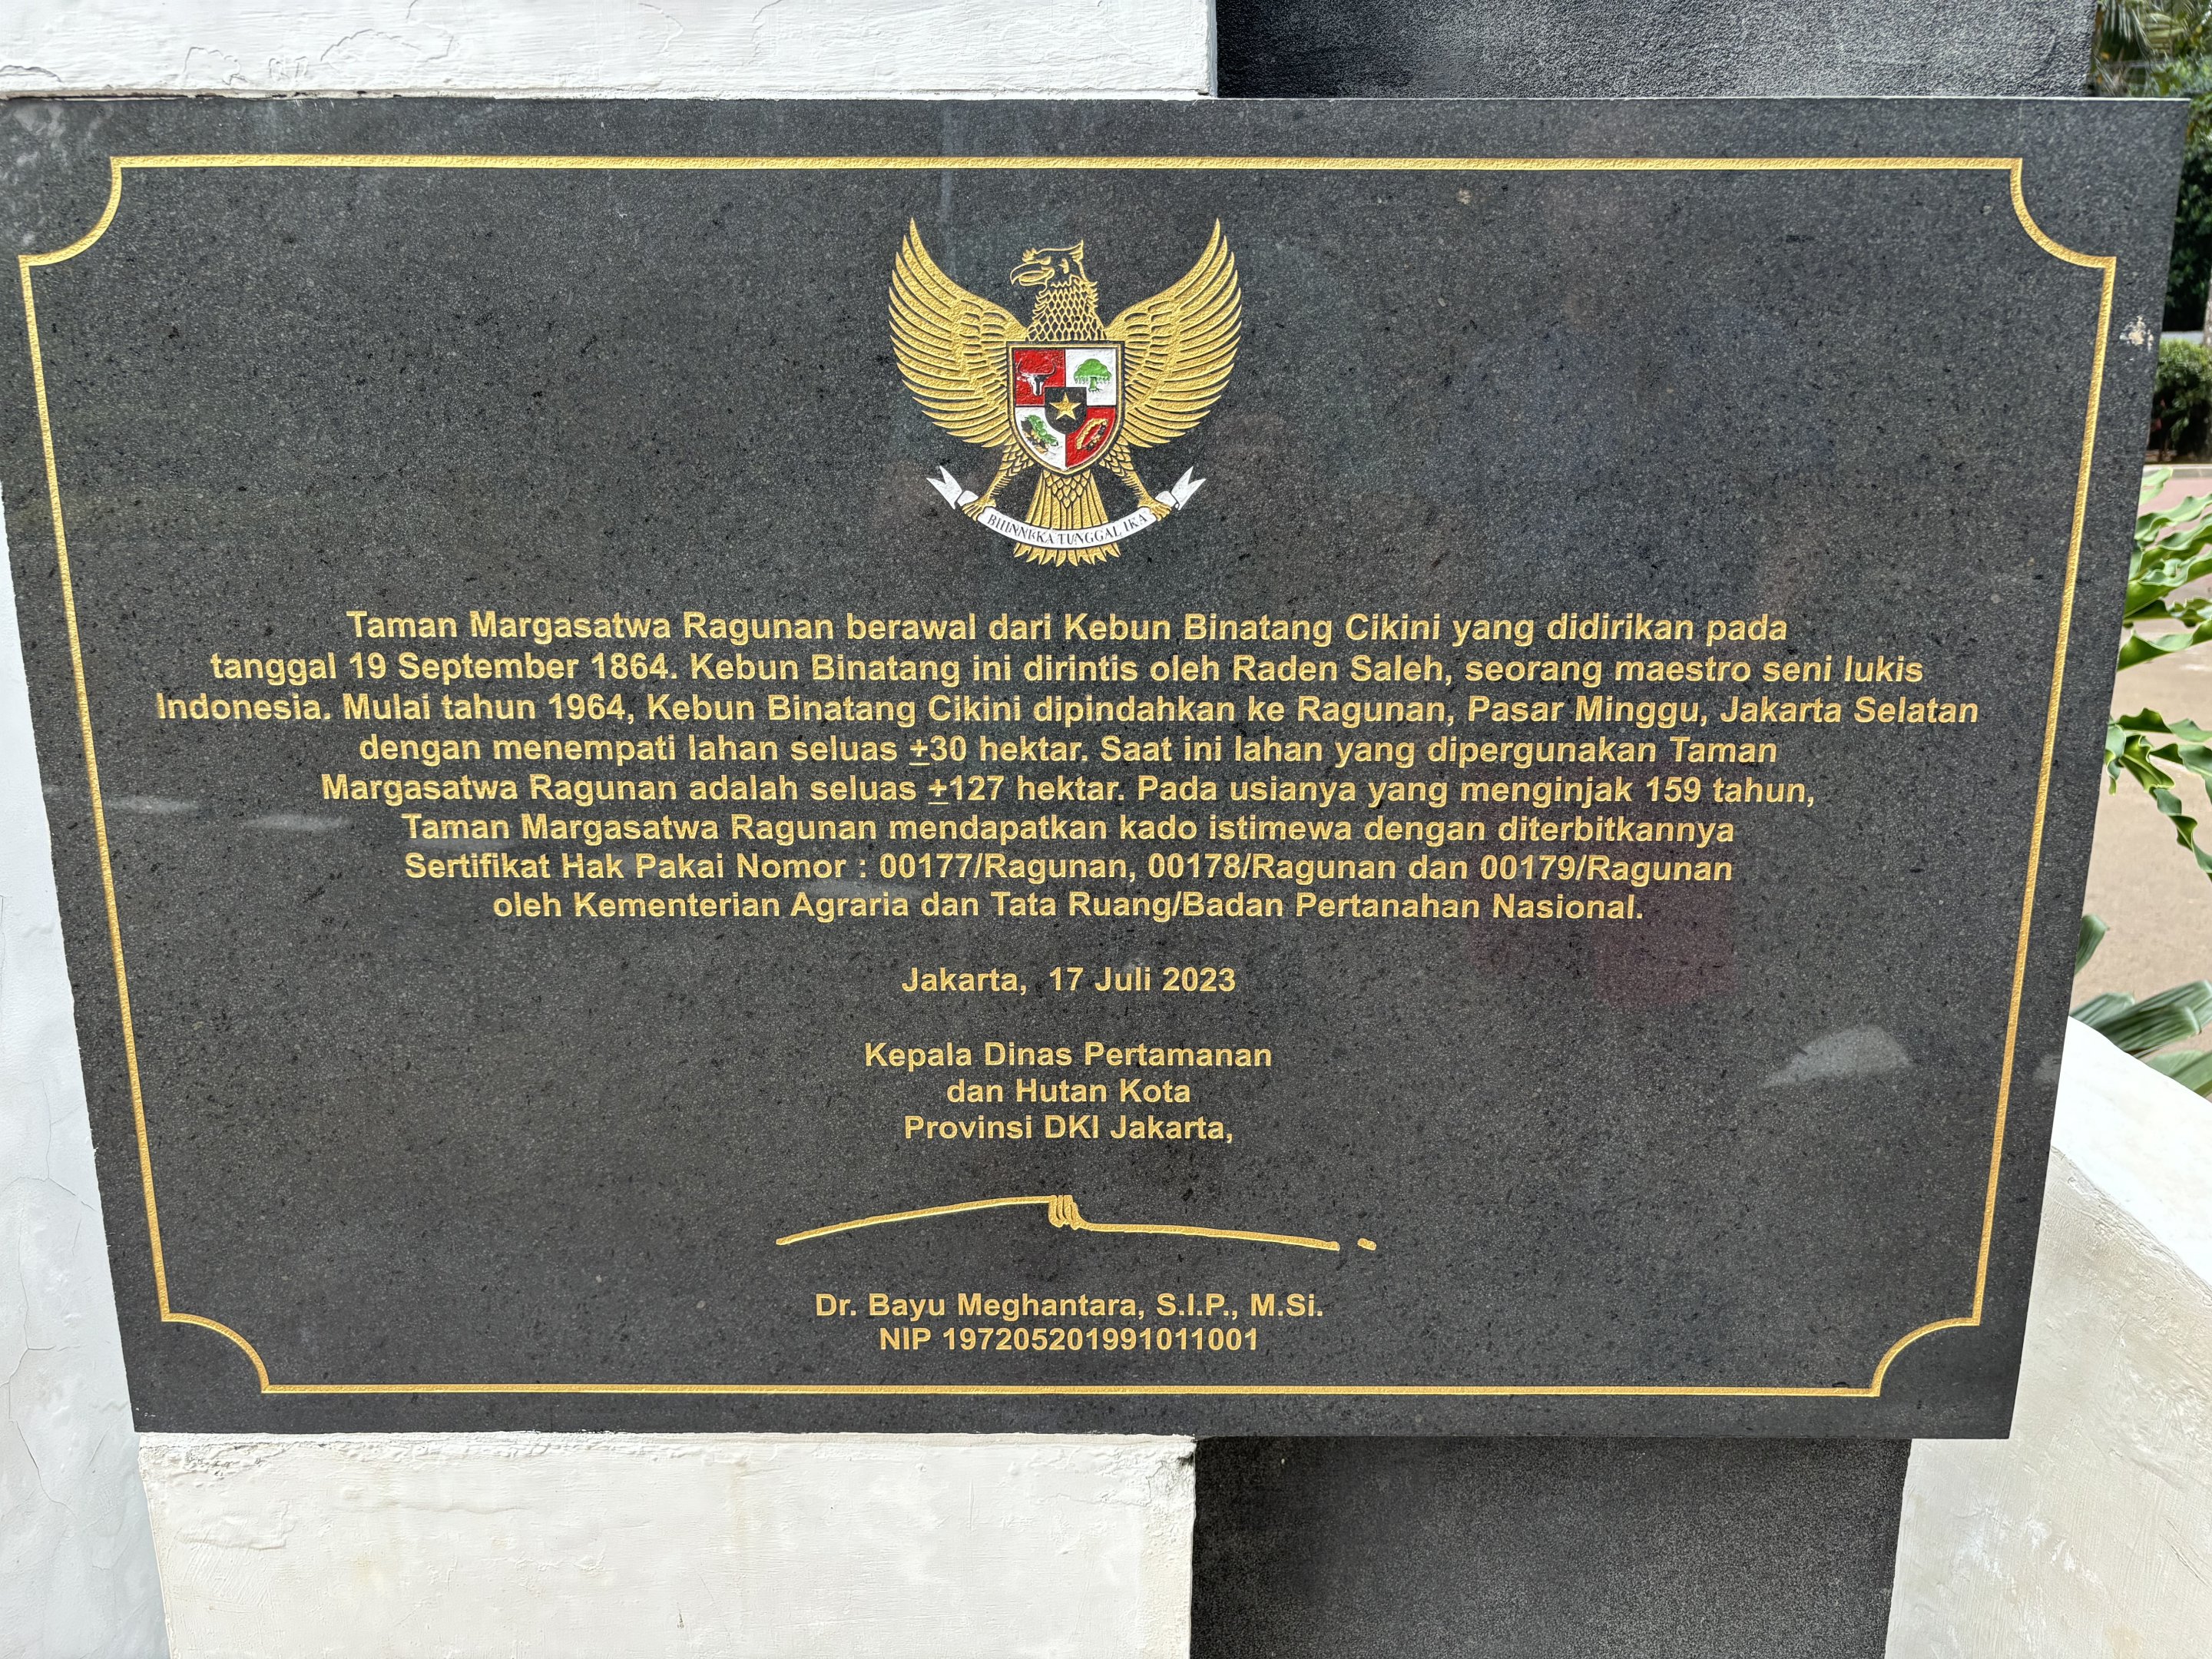 BHINNEKA TUNGGAL IKA
Taman Margasatwa Ragunan berawal dari Kebun Binatang Cikini yang didirikan pada
tanggal 19 September 1864. Kebun Binatang ini dirintis oleh Raden Saleh, seorang maestro seni lukis
Indonesia. Mulai tahun 1964, Kebun Binatang Cikini dipindahkan ke Ragunan, Pasar Minggu, Jakarta Selatan
dengan menempati lahan seluas ±30 hektar. Saat ini lahan yang dipergunakan Taman
Margasatwa Ragunan adalah seluas ±127 hektar. Pada usianya yang menginjak 159 tahun,
Taman Margasatwa Ragunan mendapatkan kado istimewa dengan diterbitkannya
Sertifikat Hak Pakai Nomor : 00177/Ragunan, 00178/Ragunan dan 00179/Ragunan
oleh Kementerian Agraria dan Tata Ruang/Badan Pertanahan Nasional.
Jakarta, 17 Juli 2023
Kepala Dinas Pertamanan
dan Hutan Kota
Provinsi DKI Jakarta,
Dr. Bayu Meghantara, S.I.P., M.Si.
NIP 197205201991011001